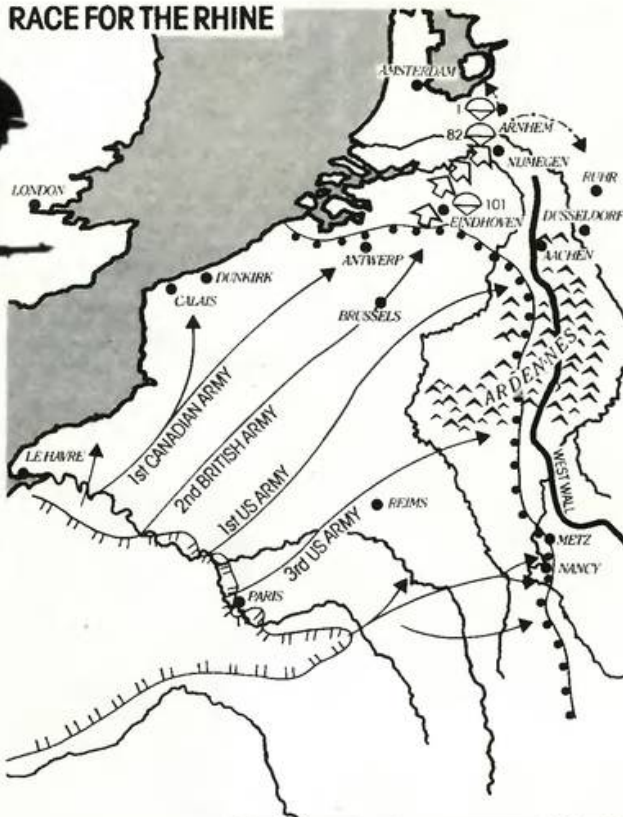 RACE FOR THE RHINE
AMSTERDAM
1
82
ARNHEM
NIJMEGEN
LONDON
RUHR
101
EINDHOVEN
DUSSELDORF
ANTWERP
AACHEN
DUNKIRK
CALAIS
BRUSSELS
ARDENNES
1st CANADIAN ARMY
2nd BRITISH ARMY
1st US ARMY
LE HAVRE
WEST WALL
REIMS
3rd US ARMY
METZ
NANCY
PARIS